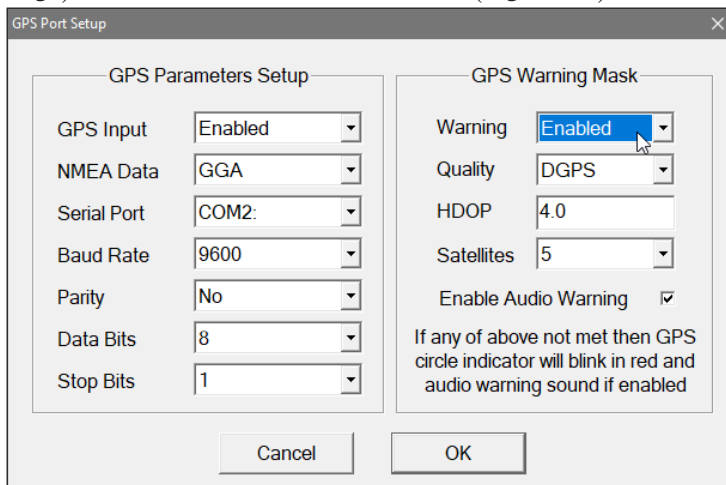 GPS Port Setup
GPS Parameters Setup
GPS Input Enabled
NMEA Data GGA
Serial Port COM2:
Baud Rate 9600
Parity No
Data Bits 8
Stop Bits 1
GPS Warning Mask
Warning Enabled
Quality DGPS
HDOP 4.0
Satellites 5
Enable Audio Warning
If any of above not met then GPS
circle indicator will blink in red and
audio warning sound if enabled
Cancel OK